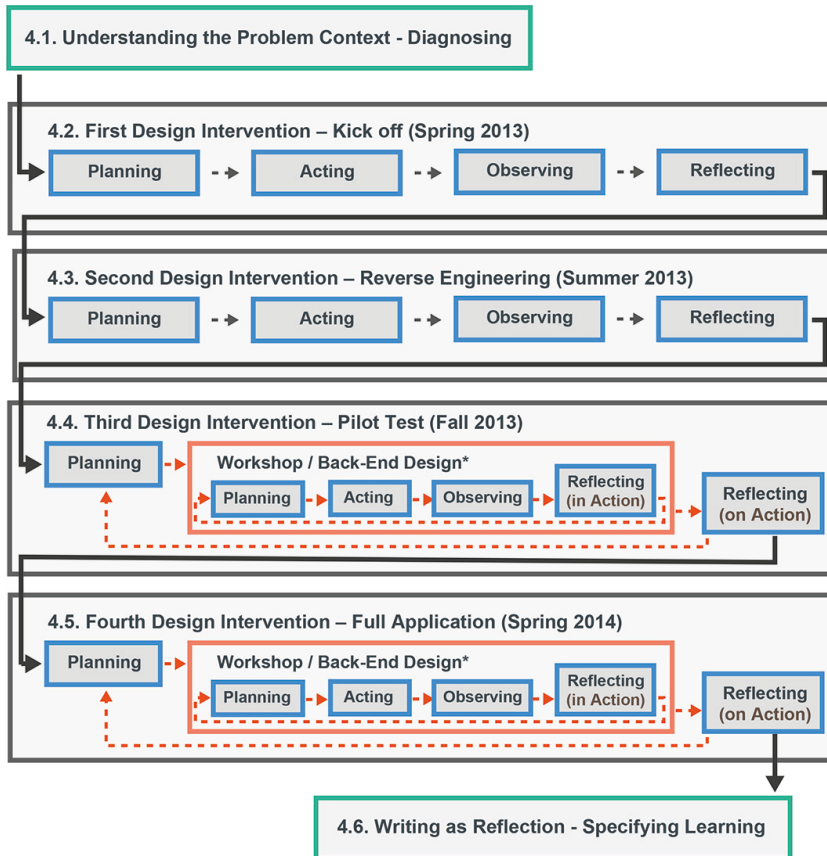 4.1. Understanding the Problem Context - Diagnosing
4.2. First Design Intervention – Kick off (Spring 2013)
Planning
Acting
Observing
Reflecting
4.3. Second Design Intervention – Reverse Engineering (Summer 2013)
Planning
Acting
Observing
Reflecting
4.4. Third Design Intervention – Pilot Test (Fall 2013)
Planning
Workshop / Back-End Design*
Planning
Acting
Observing
Reflecting
(in Action)
Reflecting
(on Action)
4.5. Fourth Design Intervention – Full Application (Spring 2014)
Planning
Workshop / Back-End Design*
Planning
Acting
Observing
Reflecting
(in Action)
Reflecting
(on Action)
4.6. Writing as Reflection - Specifying Learning